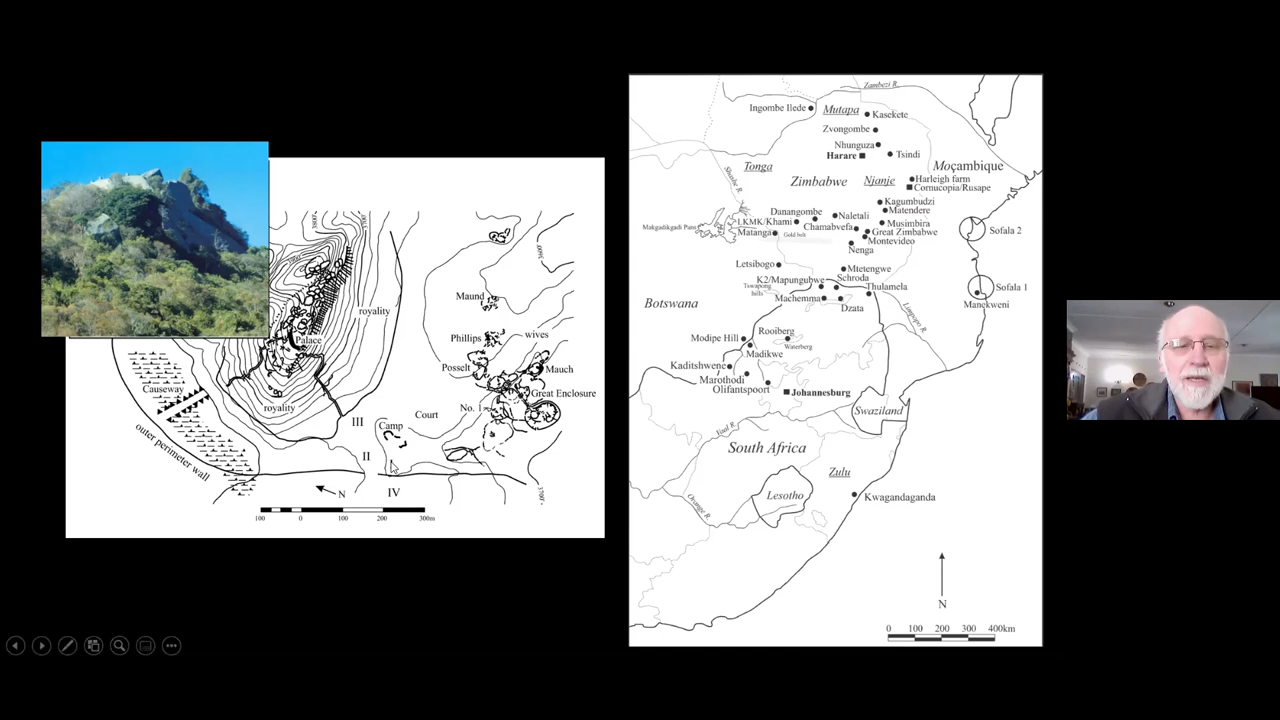 3800'
3700'
3600'
Maund
royality
Phillips
wives
Palace
Posselt
Mauch
Causeway
Great Enclosure
royality
No. 1
Court
III
Camp
outer perimeter wall
II
N
IV
3700'
100 0 100 200 300m
Zambezi R.
Ingombe Ilede
Mutapa
Kasekete
Zvongombe
Nhunguza
Harare
Tsindi
Tonga
Moçambique
Shashe R.
Zimbabwe
Njanje
Harleigh farm
Cornucopia/Rusape
Kagumbudzi
Danangombe
Naletali
Matendere
LKMK/Khami
Chamabvefa
Musimbira
Makgadikgadi Pans
Matanga
Gold belt
Great Zimbabwe
Sofala 2
Montevideo
Nenga
Letsibogo
Mtetengwe
K2/Mapungubwe
Schroda
Tswapong
hills
Thulamela
Sofala 1
Botswana
Machemma
Dzata
Manekweni
Limpopo R.
Rooiberg
Modipe Hill
Waterberg
Madikwe
Kaditshwene
Marothodi
Olifantspoort
Johannesburg
Swaziland
Vaal R.
South Africa
Zulu
Lesotho
Kwagandaganda
Orange R.
N
0 100 200 300 400km